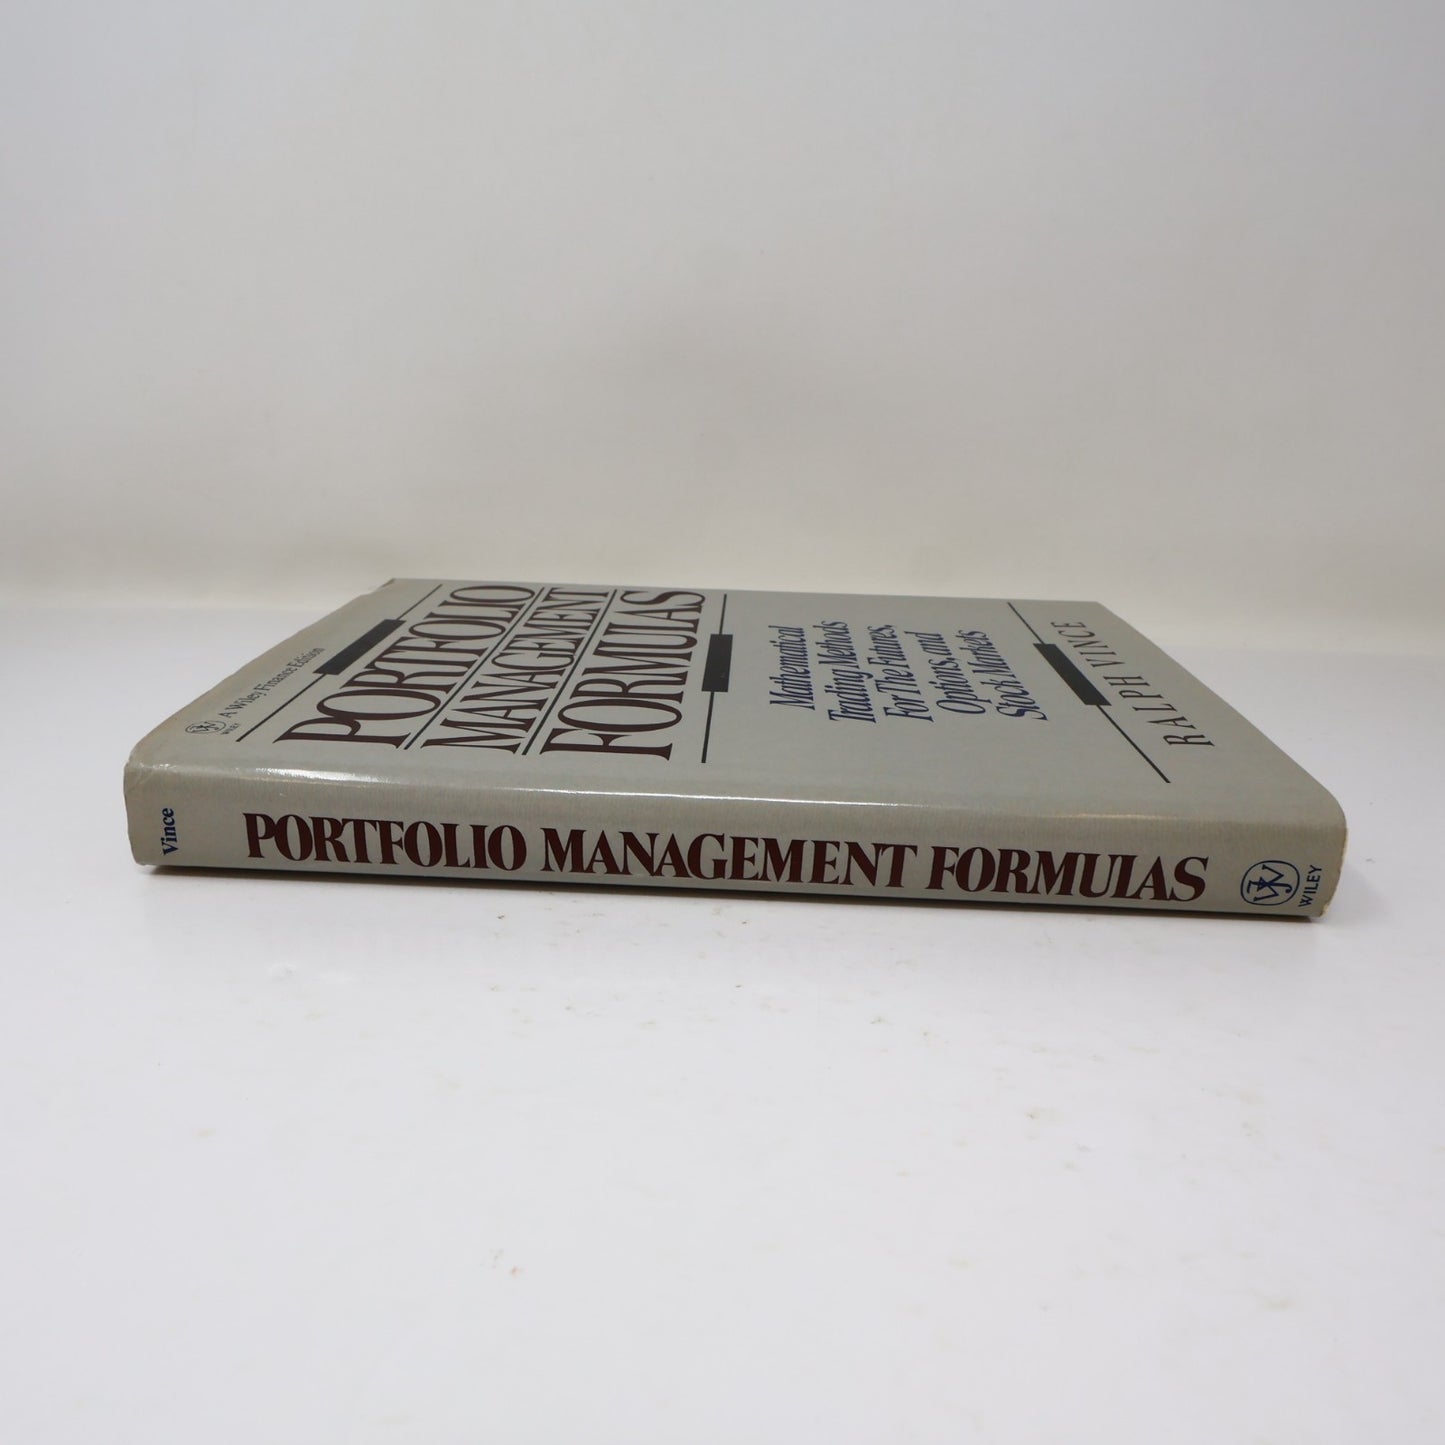 WILEY
A Wiley Finance Edition
PORTFOLIO
MANAGEMENT
FORMULAS
Mathematical
Trading Methods
For The Futures,
Options, and
Stock Markets
RALPH VINCE
Vince
PORTFOLIO MANAGEMENT FORMULAS
WILEY